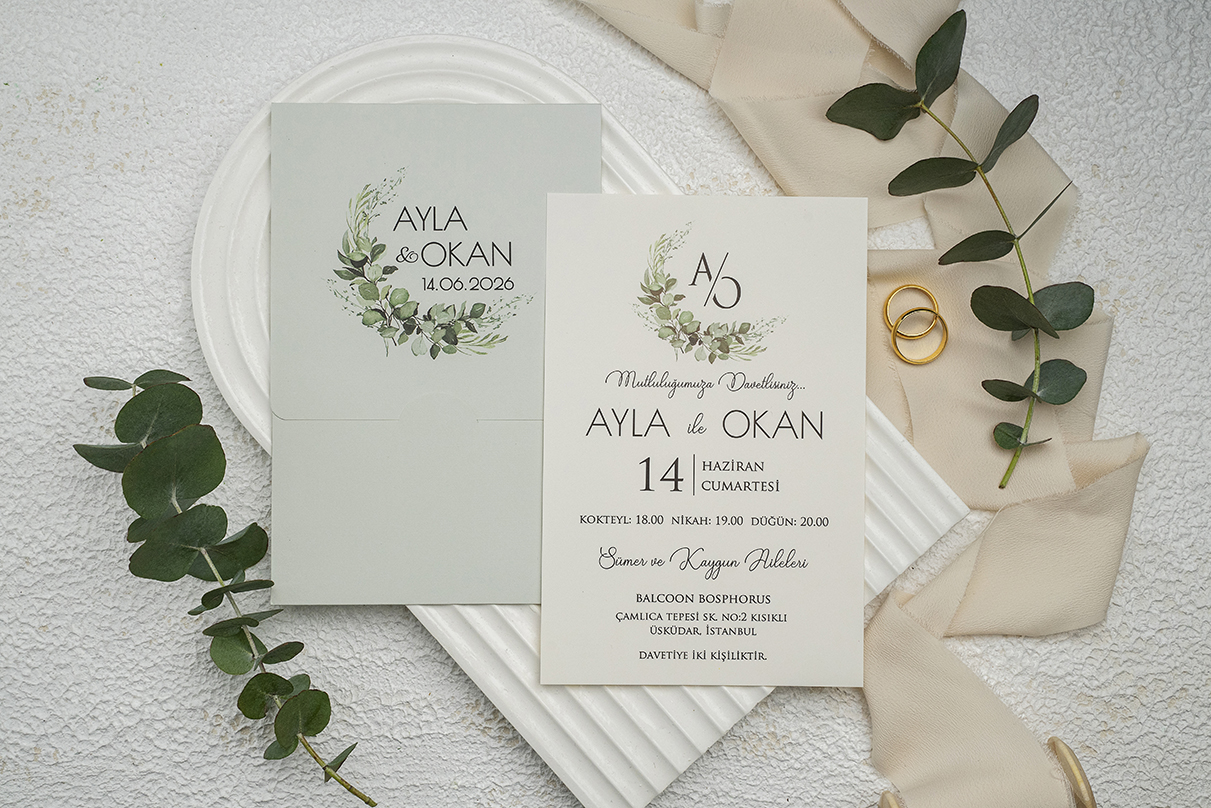 AYLA
& OKAN
14.06.2026
A/O
Mutluluğumuza Davetlisiniz...
AYLA ile OKAN
14 HAZİRAN
CUMARTESİ
KOKTEYL: 18.00 NİKAH: 19.00 DÜĞÜN: 20.00
Sümer ve Kaygun Aileleri
BALCOON BOSPHORUS
ÇAMLICA TEPESİ SK. NO:2 KISIKLI
ÜSKÜDAR, İSTANBUL
DAVETİYE İKİ KİŞİLİKTİR.